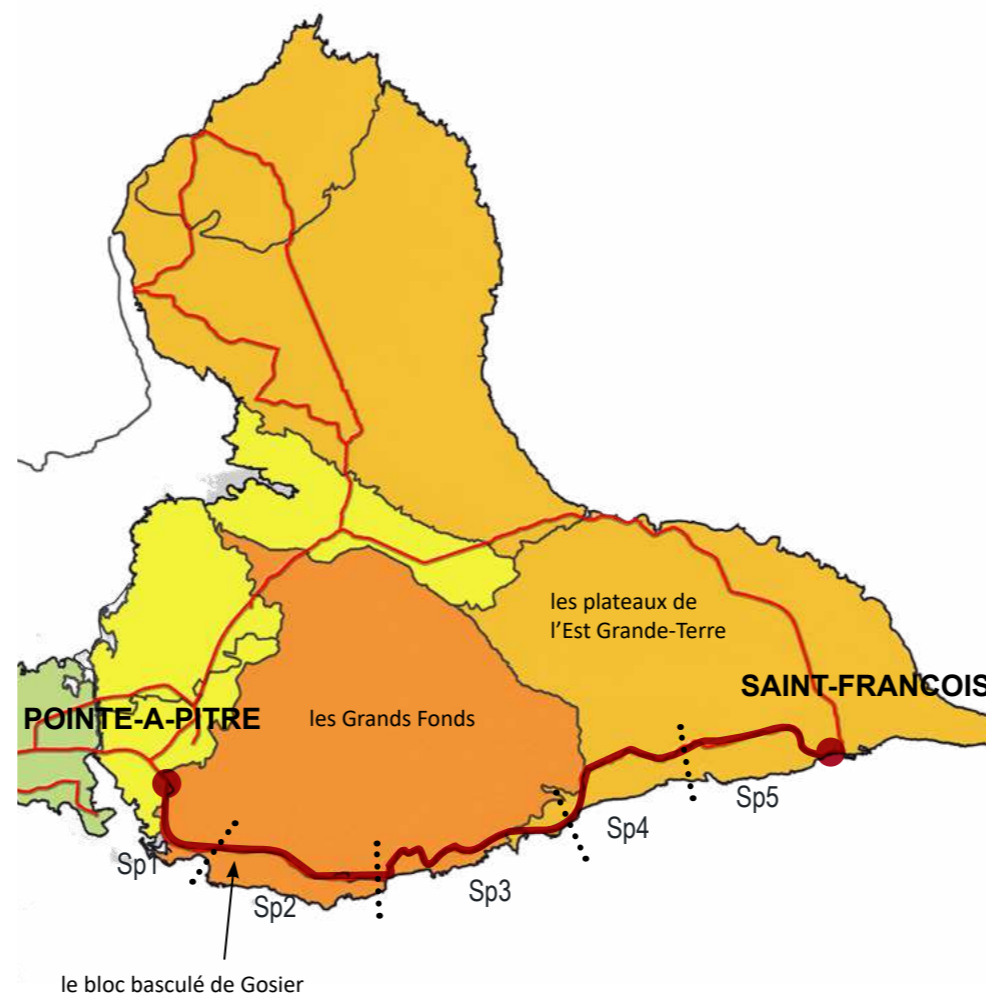 les plateaux de
l'Est Grande-Terre
SAINT-FRANCOIS
POINTE-A-PITRE
les Grands Fonds
Sp5
Sp4
Sp1
Sp3
Sp2
le bloc basculé de Gosier